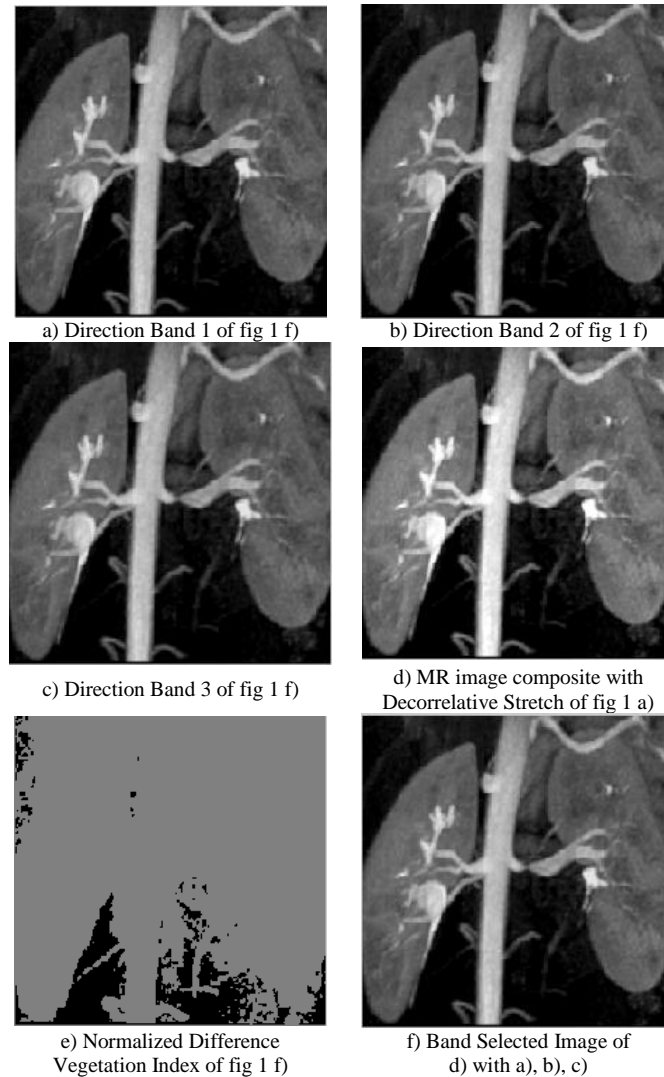 a) Direction Band 1 of fig 1 f)
b) Direction Band 2 of fig 1 f)
c) Direction Band 3 of fig 1 f)
d) MR image composite with
Decorrelative Stretch of fig 1 a)
e) Normalized Difference
Vegetation Index of fig 1 f)
f) Band Selected Image of
d) with a), b), c)